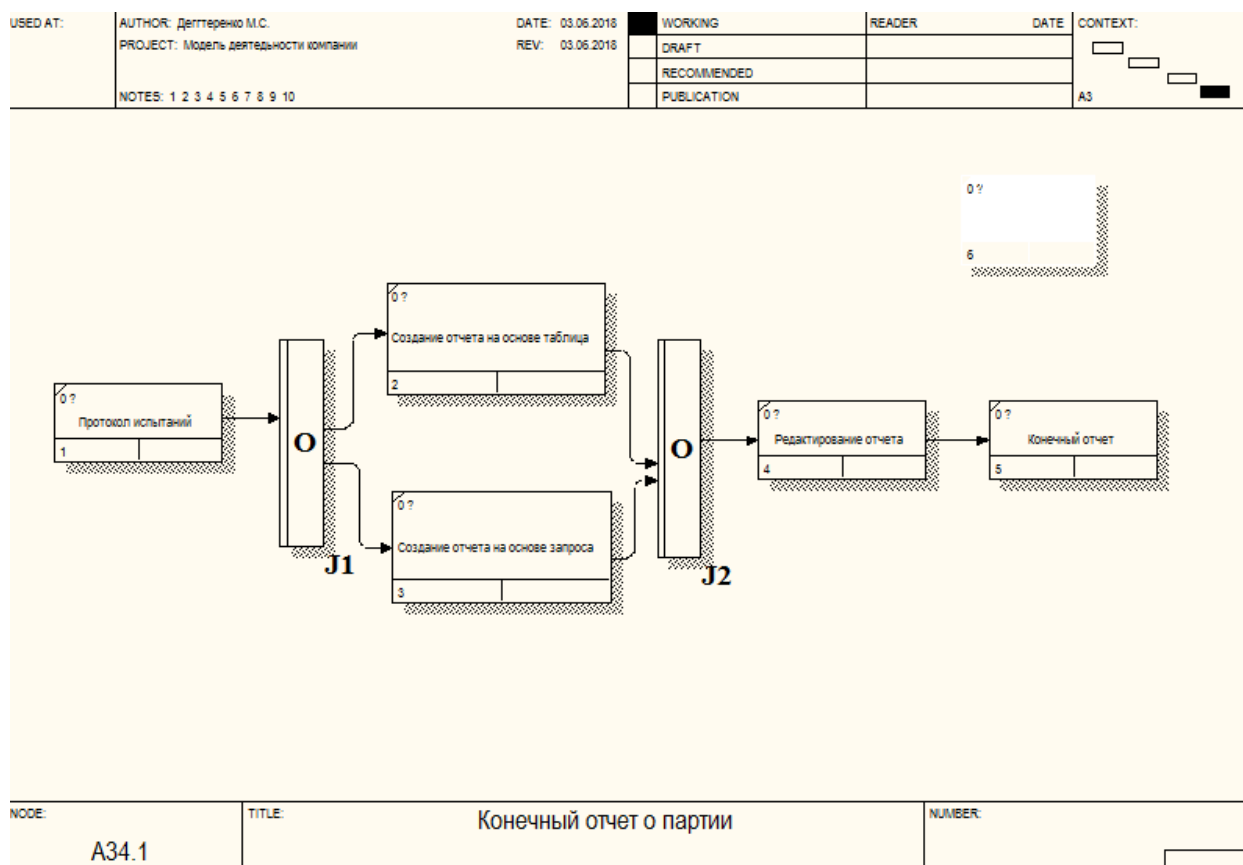 USED AT:
AUTHOR: Дегттеренко М.С.
DATE: 03.06.2018
PROJECT: Модель деятедьности компании
REV: 03.06.2018
NOTES: 1 2 3 4 5 6 7 8 9 10
WORKING
DRAFT
RECOMMENDED
PUBLICATION
READER DATE
CONTEXT:
A3
0 ?
6
0 ?
Протокол испытаний
1
O
J1
0 ?
Создание отчета на основе таблица
2
0 ?
Создание отчета на основе запроса
3
O
J2
0 ?
Редактирование отчета
4
0 ?
Конечный отчет
5
NODE:
A34.1
TITLE:
Конечный отчет о партии
NUMBER: